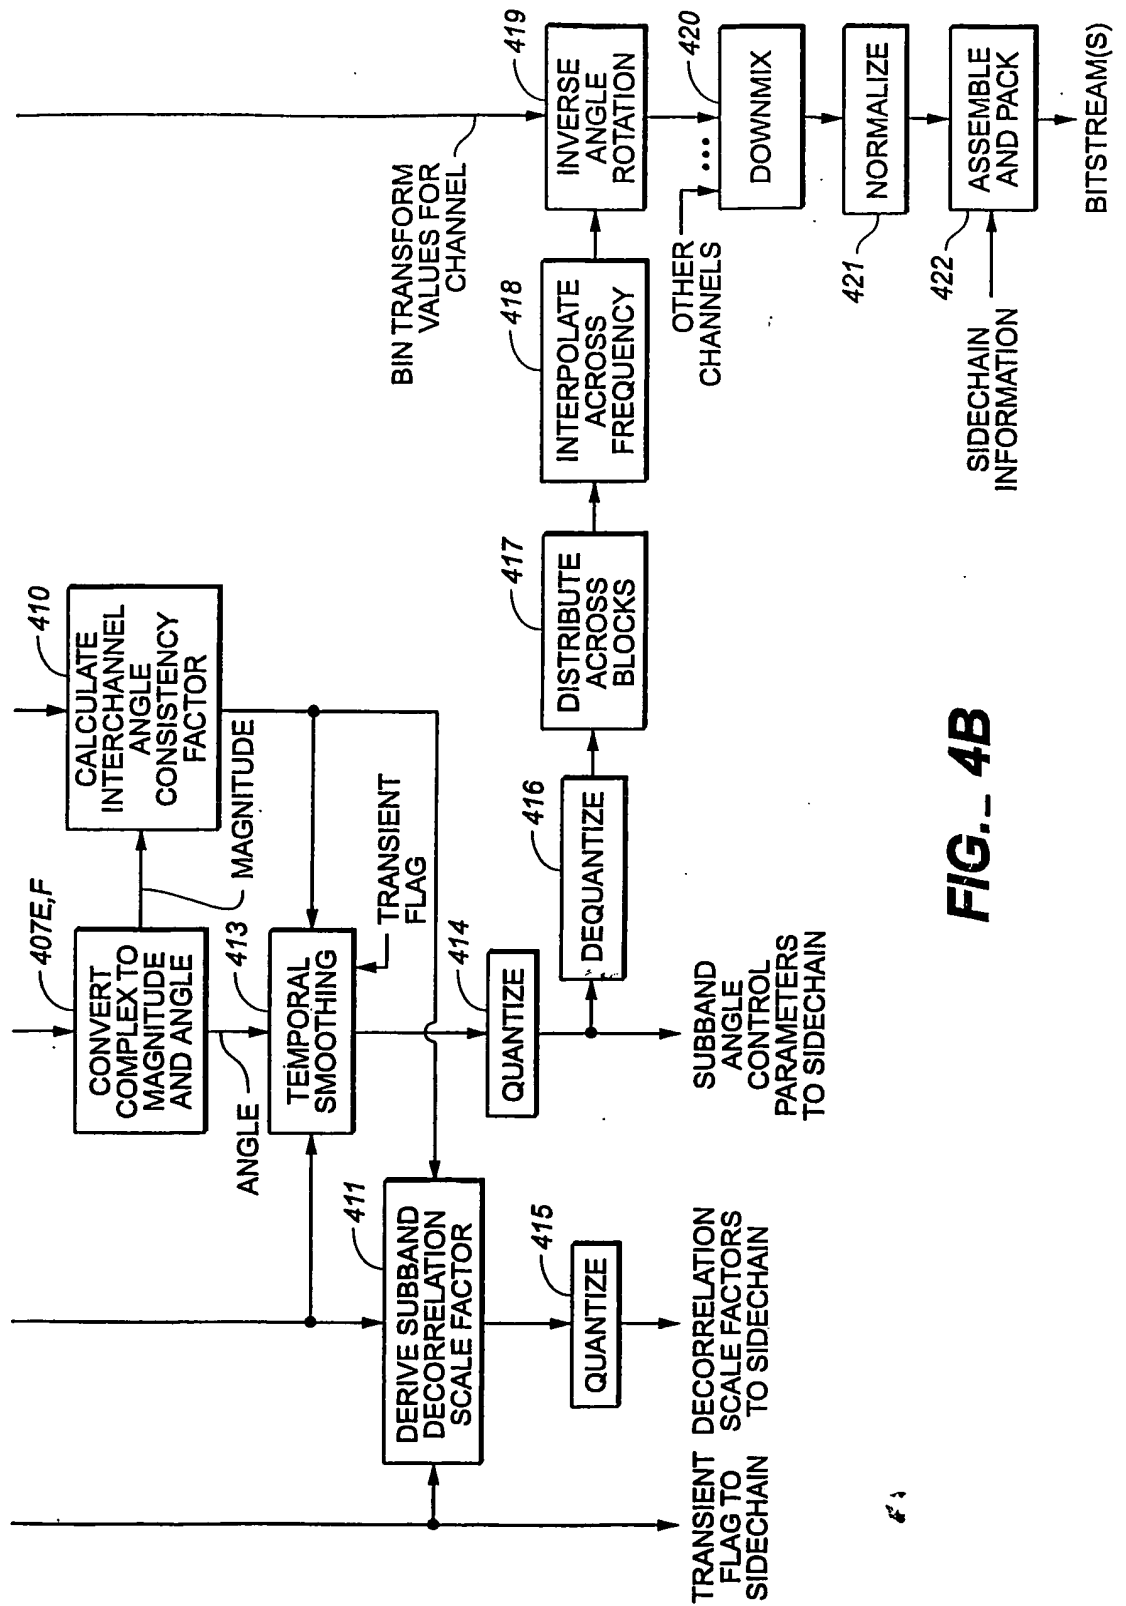 407E,F
CONVERT
COMPLEX TO
MAGNITUDE
AND ANGLE
410
CALCULATE
INTERCHANNEL
ANGLE
CONSISTENCY
FACTOR
MAGNITUDE
ANGLE
413
TEMPORAL
SMOOTHING
TRANSIENT
FLAG
411
DERIVE SUBBAND
DECORRELATION
SCALE FACTOR
414
QUANTIZE
415
QUANTIZE
TRANSIENT
FLAG TO
SIDECHAIN
DECORRELATION
SCALE FACTORS
TO SIDECHAIN
SUBBAND
ANGLE
CONTROL
PARAMETERS
TO SIDECHAIN
416
DEQUANTIZE
417
DISTRIBUTE
ACROSS
BLOCKS
418
INTERPOLATE
ACROSS
FREQUENCY
BIN TRANSFORM
VALUES FOR
CHANNEL
419
INVERSE
ANGLE
ROTATION
OTHER
CHANNELS
...
420
DOWNMIX
421
NORMALIZE
422
ASSEMBLE
AND PACK
SIDECHAIN
INFORMATION
BITSTREAM(S)
FIG._ 4B